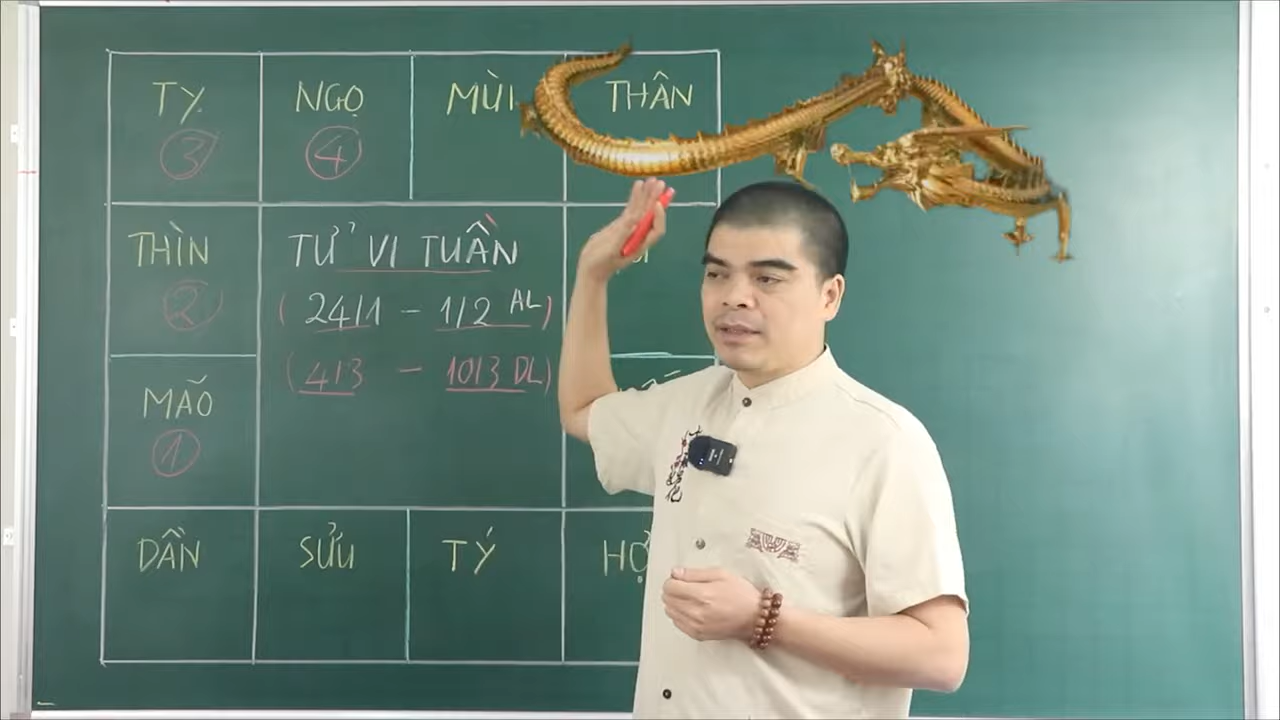 TỴ NGỌ MÙI THÂN
③ ④
THÌN
②
TỬ VI TUẦN
(24/1 - 1/2 AL)
(4/3 - 10/3 DL)
MÃO
①
DẦN SỬU TÝ HỢ